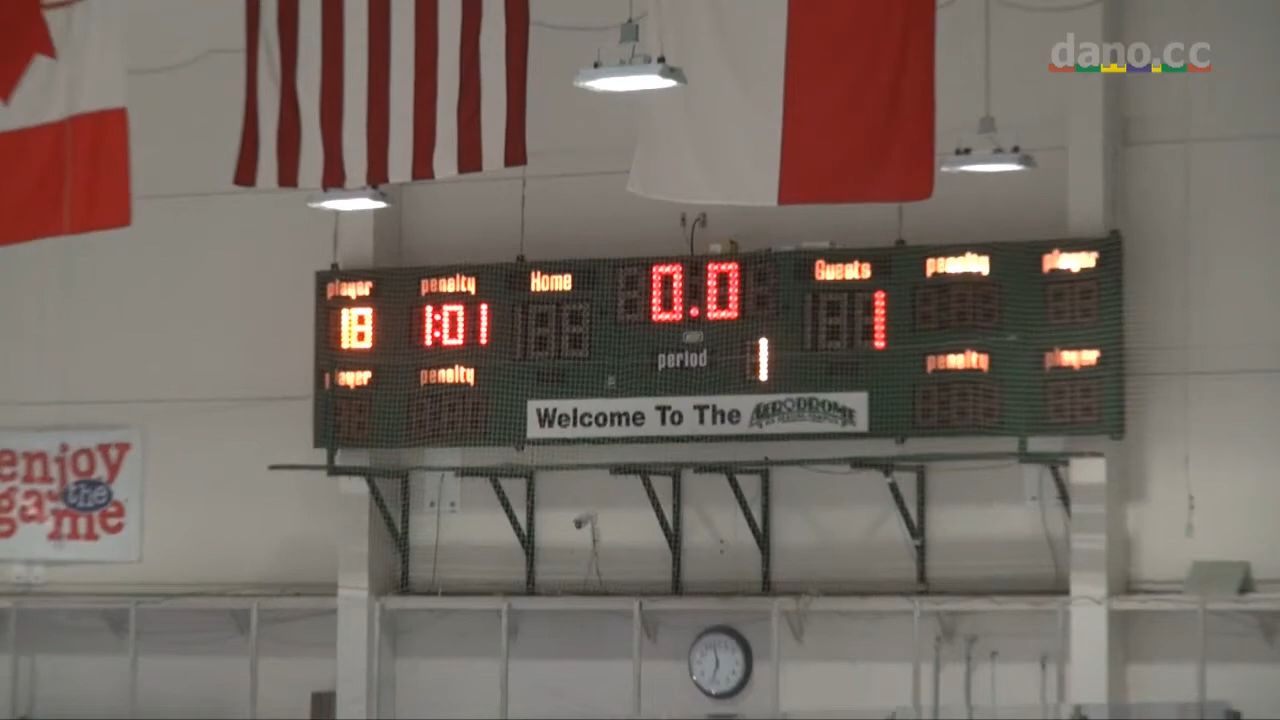 dano.cc
player penalty Home 0.0 Guests penalty player
18 1:01 1
period 1
player penalty penalty player
Welcome To The AERODROME
enjoy
the
game